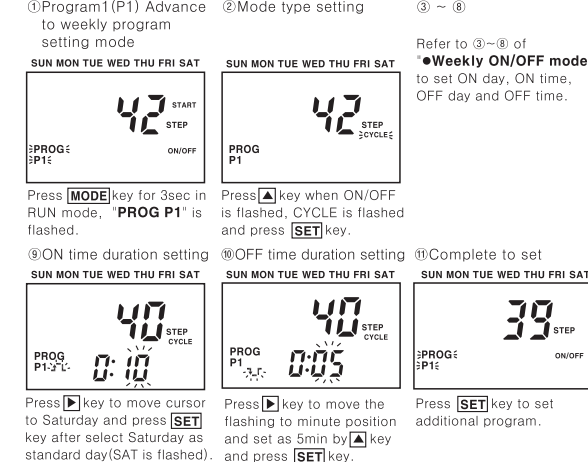 ①Program1(P1) Advance
to weekly program
setting mode
SUN MON TUE WED THU FRI SAT
42 START
STEP
PROG
P1 ON/OFF
Press MODE key for 3sec in
RUN mode, "PROG P1" is
flashed.
②Mode type setting
SUN MON TUE WED THU FRI SAT
42
STEP
CYCLE
PROG
P1
Press ▲ key when ON/OFF
is flashed, CYCLE is flashed
and press SET key.
③ ~ ⑧
Refer to ③~⑧ of
"●Weekly ON/OFF mode
to set ON day, ON time,
OFF day and OFF time.
⑨ON time duration setting
SUN MON TUE WED THU FRI SAT
40 STEP
CYCLE
PROG
P1 0:10
Press ▶ key to move cursor
to Saturday and press SET
key after select Saturday as
standard day(SAT is flashed).
⑩OFF time duration setting
SUN MON TUE WED THU FRI SAT
40 STEP
CYCLE
PROG
P1 0:05
Press ▶ key to move the
flashing to minute position
and set as 5min by ▲ key
and press SET key.
⑪Complete to set
SUN MON TUE WED THU FRI SAT
39 STEP
PROG
P1 ON/OFF
Press SET key to set
additional program.